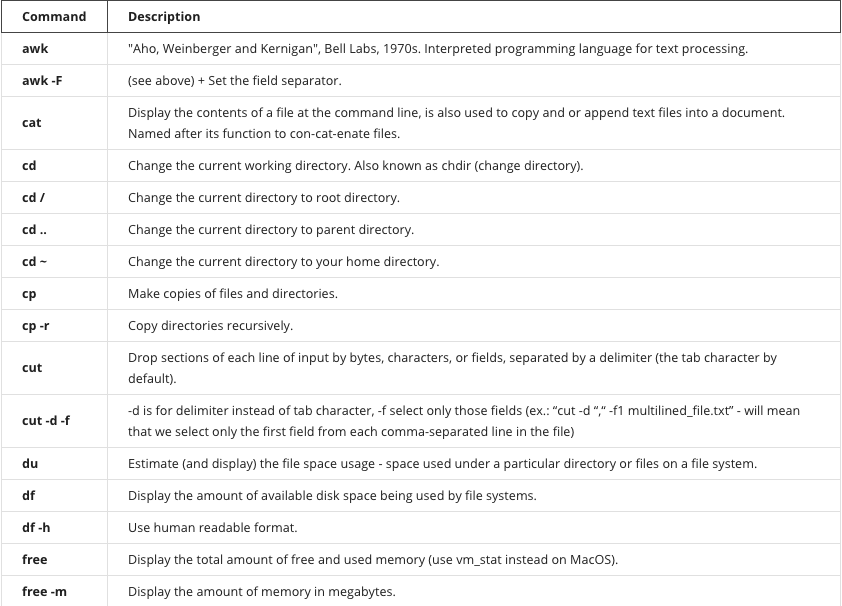 Command Description
awk "Aho, Weinberger and Kernigan", Bell Labs, 1970s. Interpreted programming language for text processing.
awk -F (see above) + Set the field separator.
cat Display the contents of a file at the command line, is also used to copy and or append text files into a document.
Named after its function to con-cat-enate files.
cd Change the current working directory. Also known as chdir (change directory).
cd / Change the current directory to root directory.
cd .. Change the current directory to parent directory.
cd ~ Change the current directory to your home directory.
cp Make copies of files and directories.
cp -r Copy directories recursively.
cut Drop sections of each line of input by bytes, characters, or fields, separated by a delimiter (the tab character by
default).
cut -d -f -d is for delimiter instead of tab character, -f select only those fields (ex.: “cut -d “,“ -f1 multilined_file.txt” - will mean
that we select only the first field from each comma-separated line in the file)
du Estimate (and display) the file space usage - space used under a particular directory or files on a file system.
df Display the amount of available disk space being used by file systems.
df -h Use human readable format.
free Display the total amount of free and used memory (use vm_stat instead on MacOS).
free -m Display the amount of memory in megabytes.